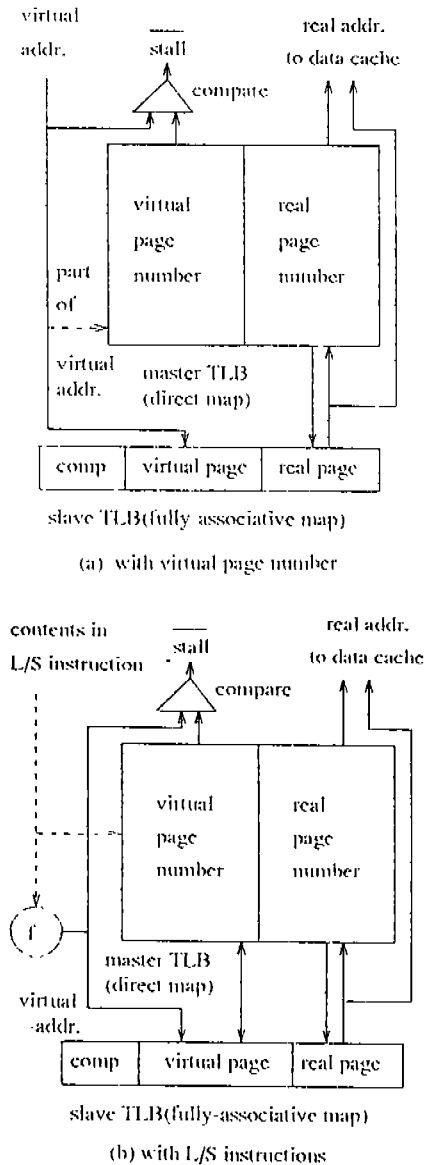 virtual
addr.
stall
real addr.
to data cache
compare
virtual
page
number
real
page
number
part
of
virtual
addr.
master TLB
(direct map)
comp
virtual page
real page
slave TLB(fully-associative map)
(a) with virtual page number
contents in
L/S instruction
stall
real addr.
to data cache
compare
virtual
page
number
real
page
number
f
master TLB
(direct map)
virtual
addr.
comp
virtual page
real page
slave TLB(fully-associative map)
(b) with L/S instructions